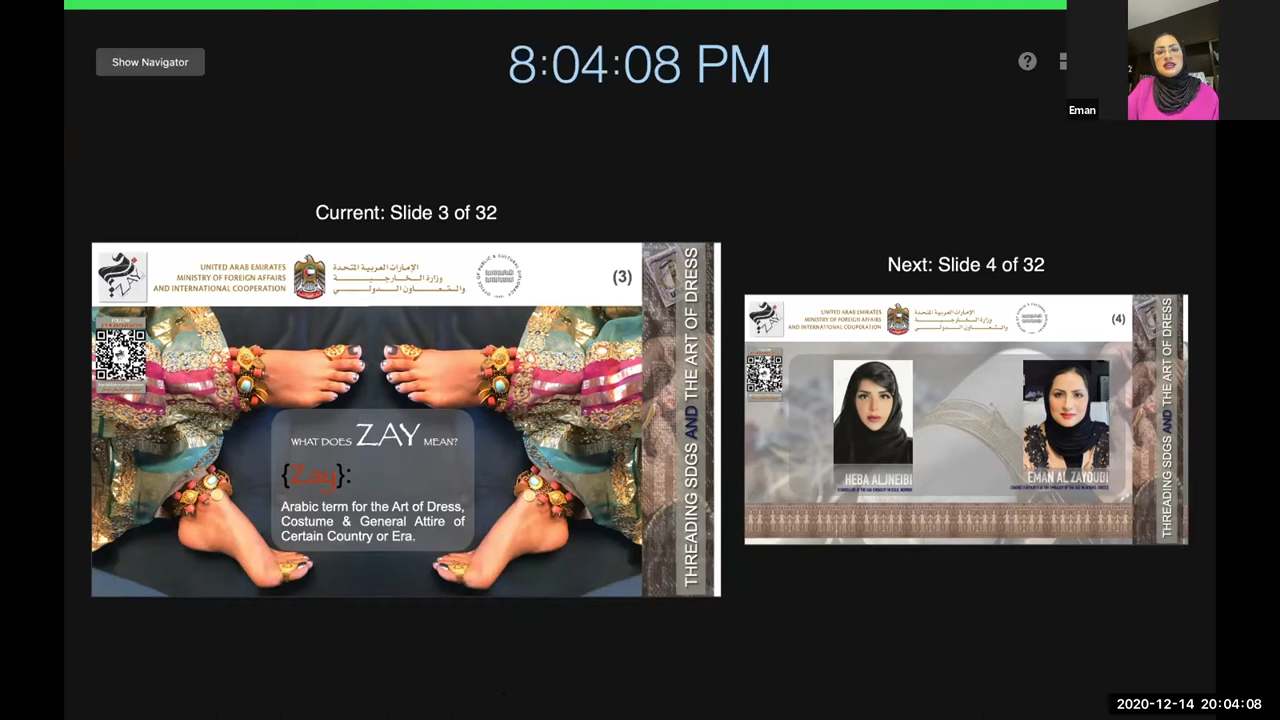 Show Navigator
8:04:08 PM
?
Eman
Current: Slide 3 of 32
UNITED ARAB EMIRATES
MINISTRY OF FOREIGN AFFAIRS
AND INTERNATIONAL COOPERATION
الإمارات العربية المتحدة
وزارة الخارجية
والتعاون الدولي
(3)
FOLLOW
WHAT DOES ZAY MEAN?
{Zay}:
Arabic term for the Art of Dress,
Costume & General Attire of
Certain Country or Era.
THREADING SDGS AND THE ART OF DRESS
Next: Slide 4 of 32
UNITED ARAB EMIRATES
MINISTRY OF FOREIGN AFFAIRS
AND INTERNATIONAL COOPERATION
الإمارات العربية المتحدة
وزارة الخارجية
والتعاون الدولي
(4)
HEBA ALJNEIBI
EMAN AL ZAYOUBI
THREADING SDGS AND THE ART OF DRESS
2020-12-14 20:04:08